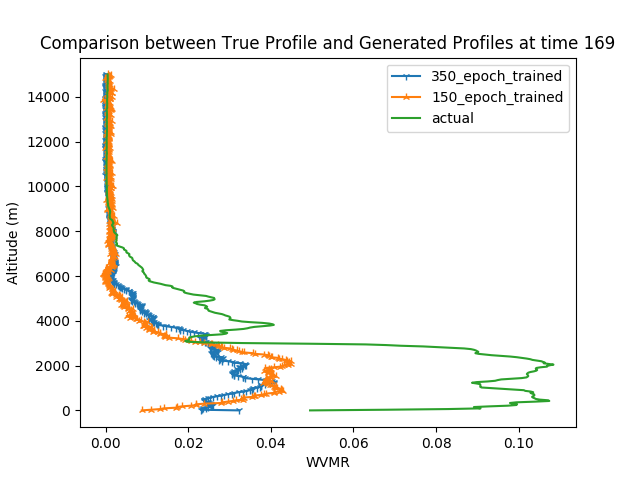 Comparison between True Profile and Generated Profiles at time 169
350_epoch_trained
150_epoch_trained
actual
14000
12000
10000
8000
6000
4000
2000
0
Altitude (m)
0.00 0.02 0.04 0.06 0.08 0.10
WVMR